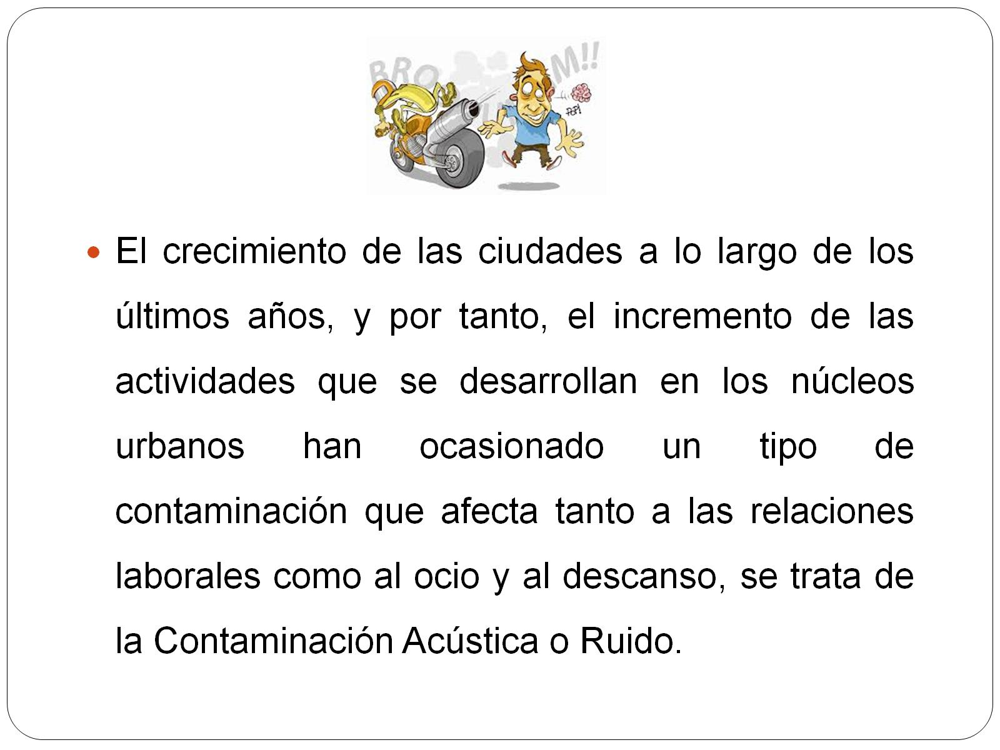 BRO
M!!
POP!
El crecimiento de las ciudades a lo largo de los
últimos años, y por tanto, el incremento de las
actividades que se desarrollan en los núcleos
urbanos han ocasionado un tipo de
contaminación que afecta tanto a las relaciones
laborales como al ocio y al descanso, se trata de
la Contaminación Acústica o Ruido.